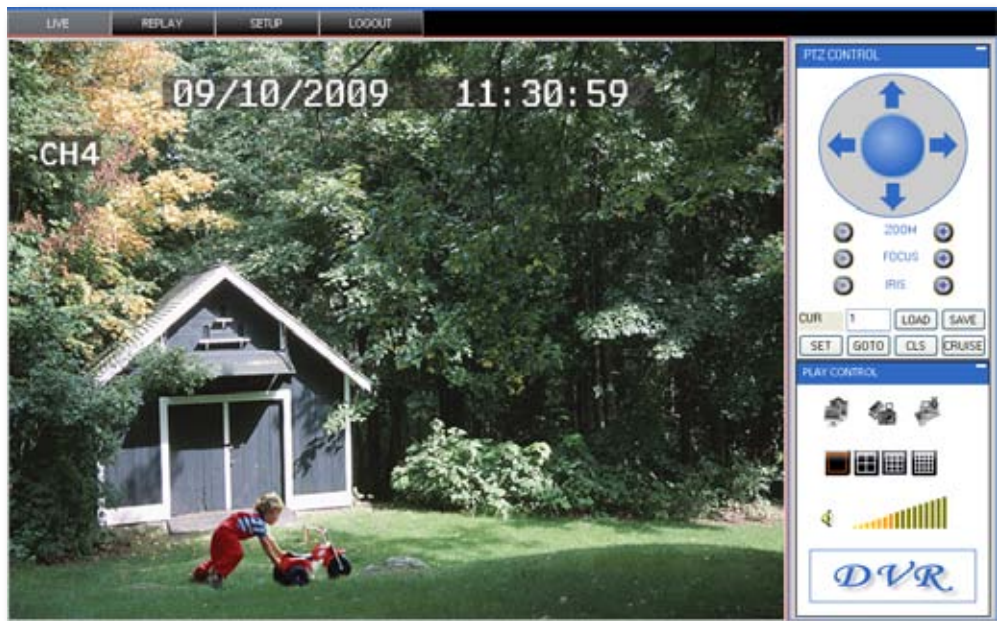 LIVE REPLAY SETUP LOGOUT
09/10/2009 11:30:59
CH4
PTZ CONTROL
ZOOM
FOCUS
IRIS
CUR 1 LOAD SAVE
SET GOTO CLS CRUISE
PLAY CONTROL
DVR